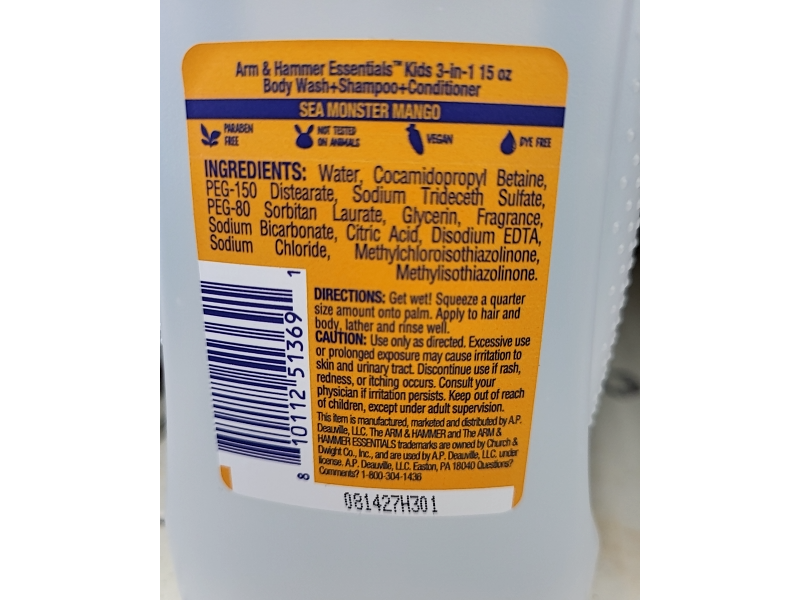 Arm & Hammer Essentials™ Kids 3-in-1 15 oz
Body Wash+Shampoo+Conditioner
SEA MONSTER MANGO
PARABEN
FREE
NOT TESTED
ON ANIMALS
VEGAN
DYE FREE
INGREDIENTS: Water, Cocamidopropyl Betaine,
PEG-150 Distearate, Sodium Trideceth Sulfate,
PEG-80 Sorbitan Laurate, Glycerin, Fragrance,
Sodium Bicarbonate, Citric Acid, Disodium EDTA,
Sodium Chloride, Methylchloroisothiazolinone,
Methylisothiazolinone.
DIRECTIONS: Get wet! Squeeze a quarter
size amount onto palm. Apply to hair and
body, lather and rinse well.
CAUTION: Use only as directed. Excessive use
or prolonged exposure may cause irritation to
skin and urinary tract. Discontinue use if rash,
redness, or itching occurs. Consult your
physician if irritation persists. Keep out of reach
of children, except under adult supervision.
This item is manufactured, marketed and distributed by A.P.
Deauville, LLC. The ARM & HAMMER and The ARM &
HAMMER ESSENTIALS trademarks are owned by Church &
Dwight Co., Inc., and are used by A.P. Deauville, LLC. under
license. A.P. Deauville, LLC. Easton, PA 18040 Questions?
Comments? 1-800-304-1436
8 10112 51369 1
081427H301